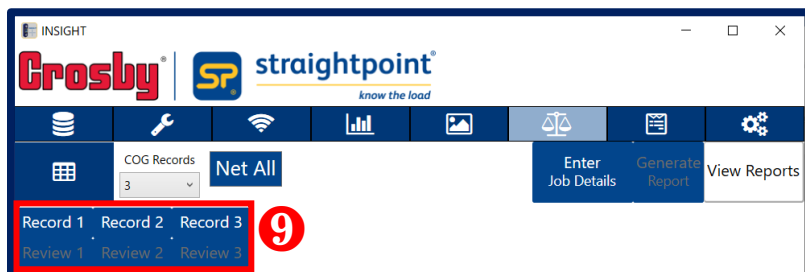 INSIGHT
Crosby® SP® straightpoint®
know the load
COG Records
3
Net All
Enter
Job Details
Generate
Report
View Reports
Record 1 Record 2 Record 3
Review 1 Review 2 Review 3
9